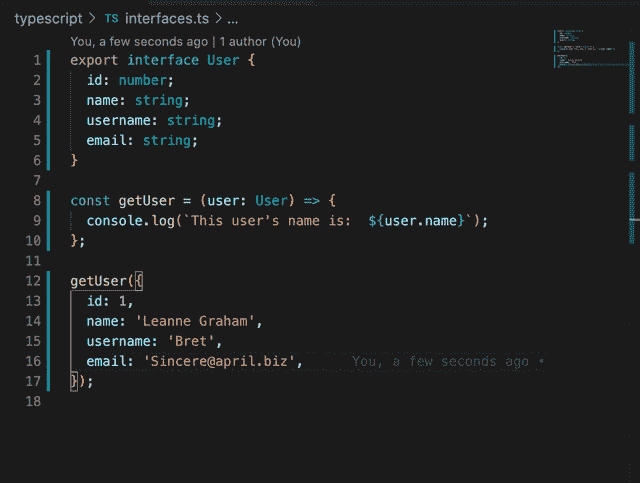 typescript > TS interfaces.ts > ...
You, a few seconds ago | 1 author (You)
1 export interface User {
2 id: number;
3 name: string;
4 username: string;
5 email: string;
6 }
7
8 const getUser = (user: User) => {
9 console.log(`This user's name is:  ${user.name}`);
10 };
11
12 getUser({
13 id: 1,
14 name: 'Leanne Graham',
15 username: 'Bret',
16 email: 'Sincere@april.biz', You, a few seconds ago •
17 });
18